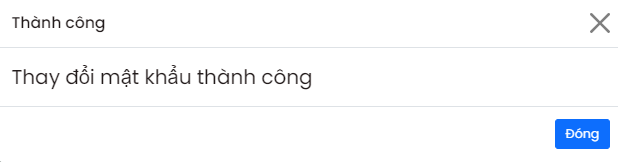 Thành công
Thay đổi mật khẩu thành công
Đóng